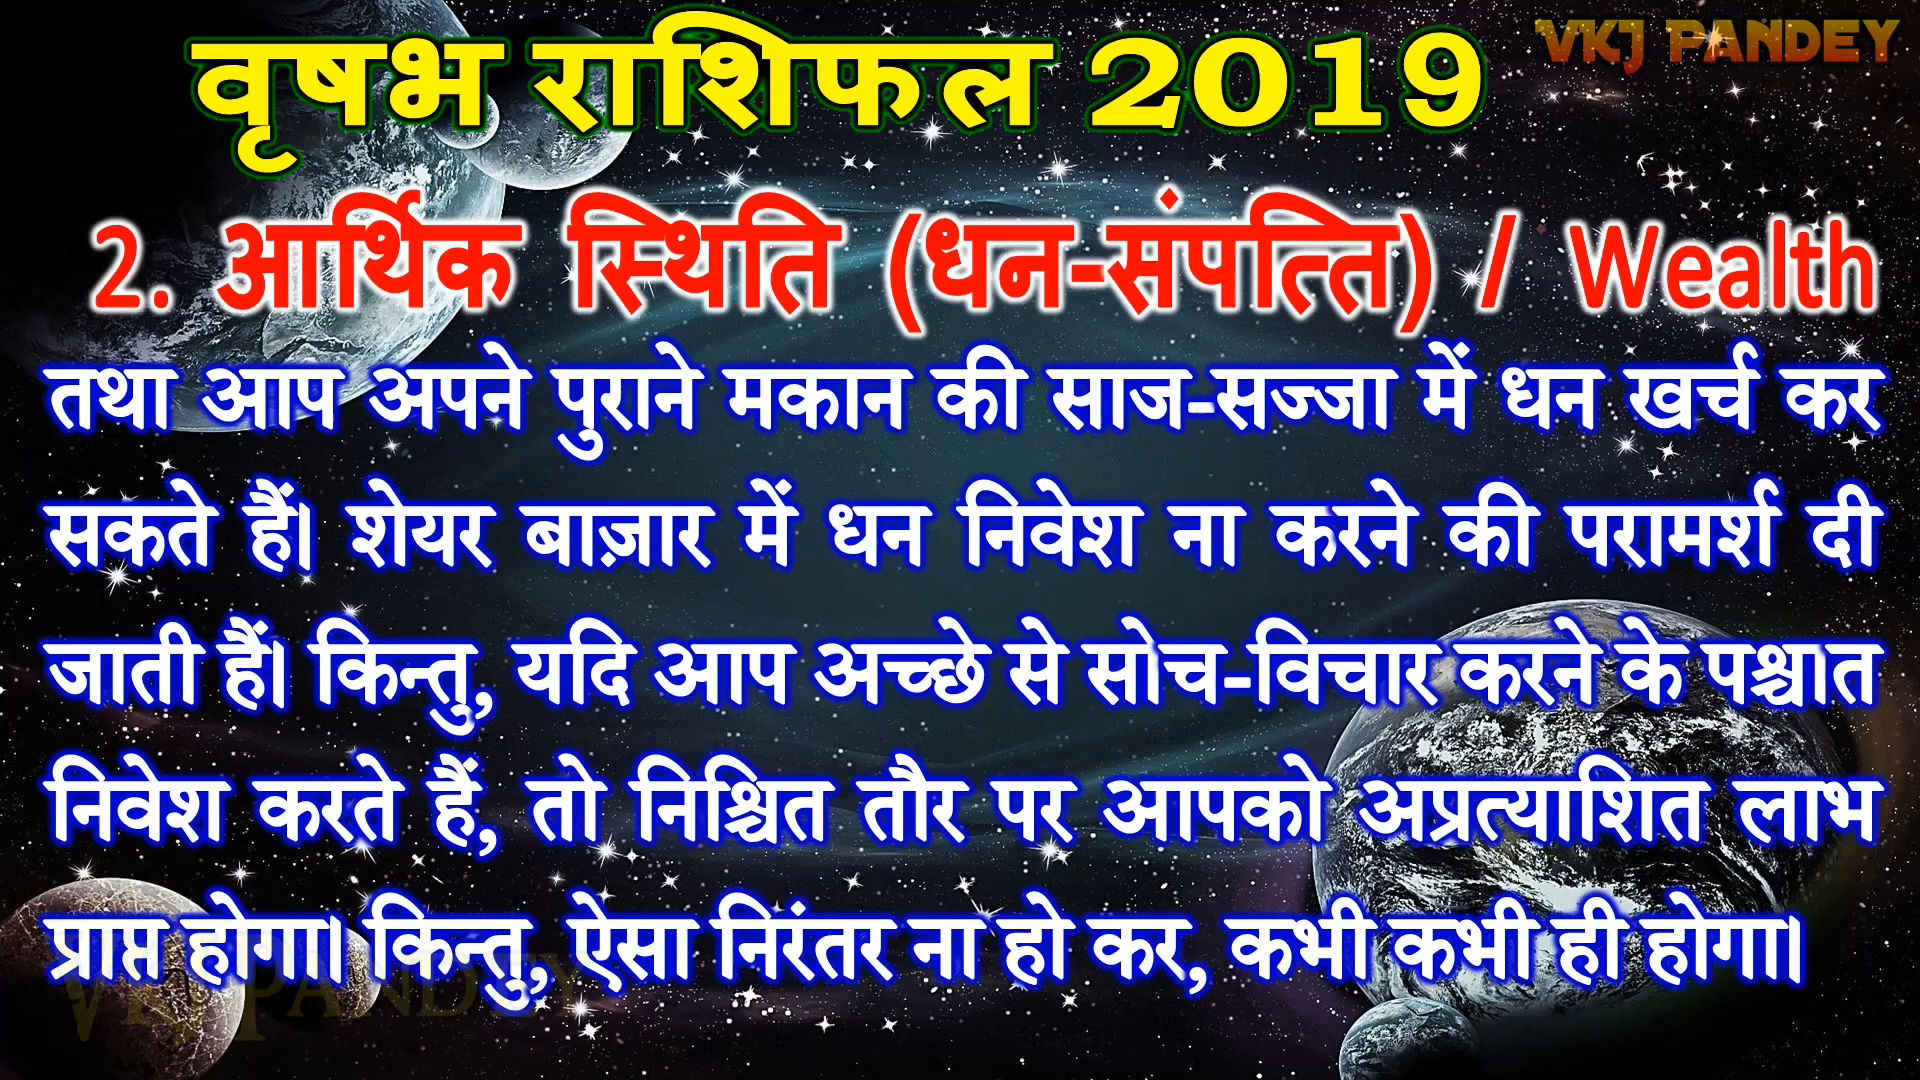 वृषभ राशिफल 2019
VKJ PANDEY
2. आर्थिक स्थिति (धन-संपत्ति) / Wealth
तथा आप अपने पुराने मकान की साज-सज्जा में धन खर्च कर
सकते हैं। शेयर बाज़ार में धन निवेश ना करने की परामर्श दी
जाती हैं। किन्तु, यदि आप अच्छे से सोच-विचार करने के पश्चात
निवेश करते हैं, तो निश्चित तौर पर आपको अप्रत्याशित लाभ
प्राप्त होगा। किन्तु, ऐसा निरंतर ना हो कर, कभी कभी ही होगा।
VKJ PANDEY